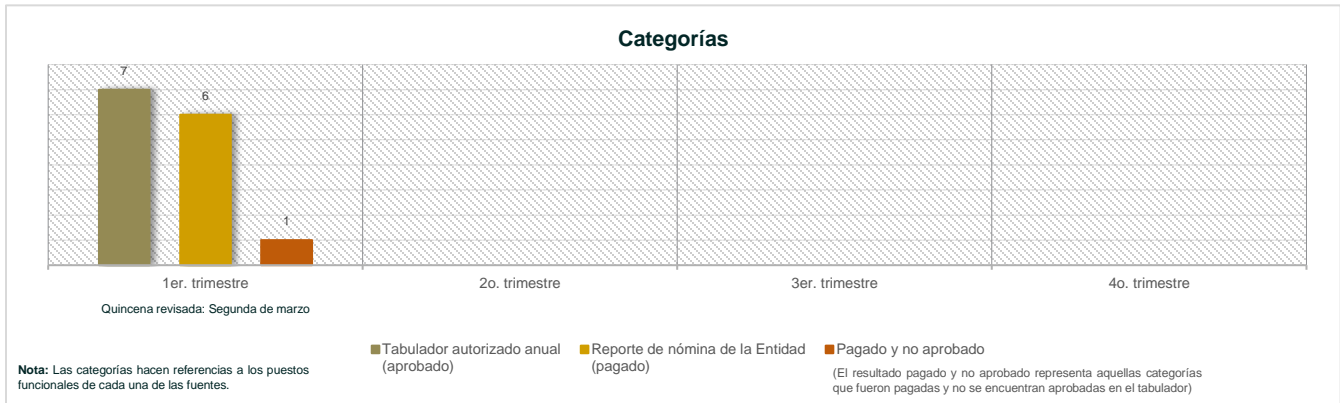 Categorías
7
6
1
1er. trimestre
2o. trimestre
3er. trimestre
4o. trimestre
Quincena revisada: Segunda de marzo
Tabulador autorizado anual
(aprobado)
Reporte de nómina de la Entidad
(pagado)
Pagado y no aprobado
(El resultado pagado y no aprobado representa aquellas categorías
que fueron pagadas y no se encuentran aprobadas en el tabulador)
Nota: Las categorías hacen referencias a los puestos
funcionales de cada una de las fuentes.